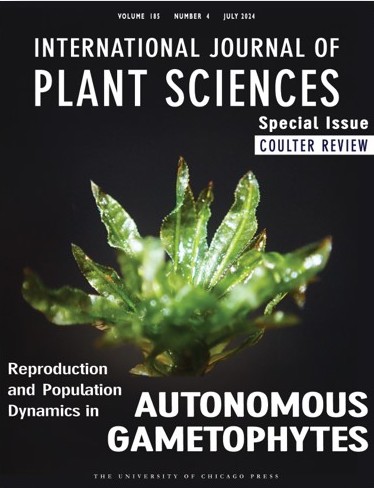 VOLUME 185 NUMBER 4 JULY 2024
INTERNATIONAL JOURNAL OF
PLANT SCIENCES
Special Issue
COULTER REVIEW
Reproduction
and Population
Dynamics in
AUTONOMOUS
GAMETOPHYTES
THE UNIVERSITY OF CHICAGO PRESS